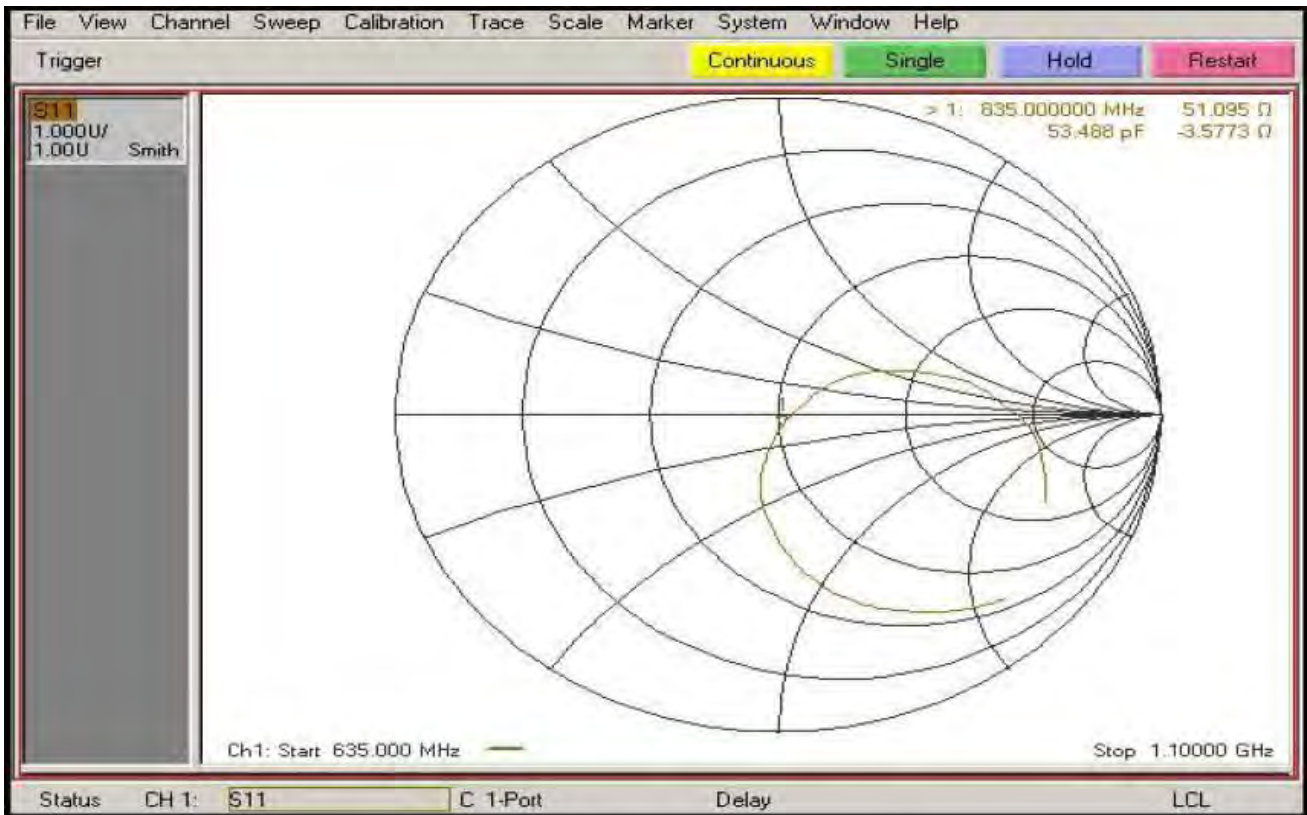 File View Channel Sweep Calibration Trace Scale Marker System Window Help
Trigger Continuous Single Hold Restart
S11
1.000U/
1.00U Smith
> 1: 835.000000 MHz 51.095 Ω
53.488 pF -3.5773 Ω
Ch1: Start 635.000 MHz Stop 1.10000 GHz
Status CH 1: S11 C 1-Port Delay LCL